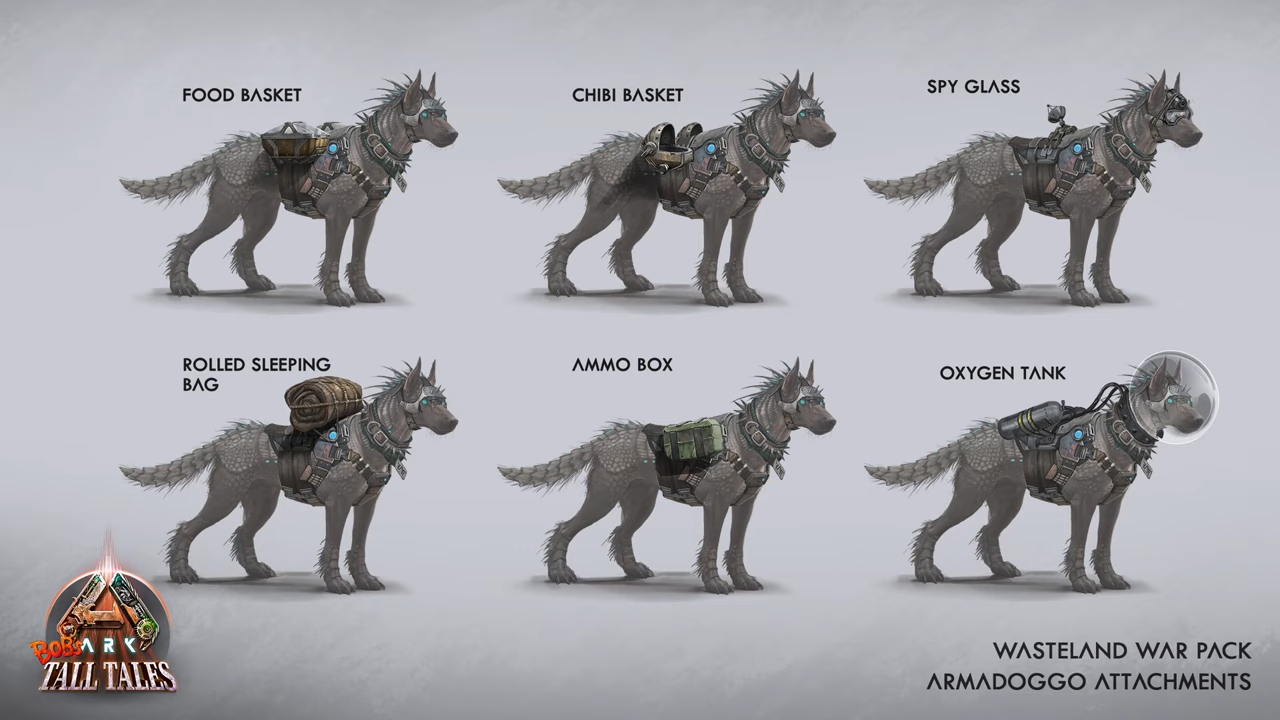 FOOD BASKET
CHIBI BASKET
SPY GLASS
ROLLED SLEEPING
BAG
AMMO BOX
OXYGEN TANK
BOB'S ARK
TALL TALES
WASTELAND WAR PACK
ARMADOGGO ATTACHMENTS